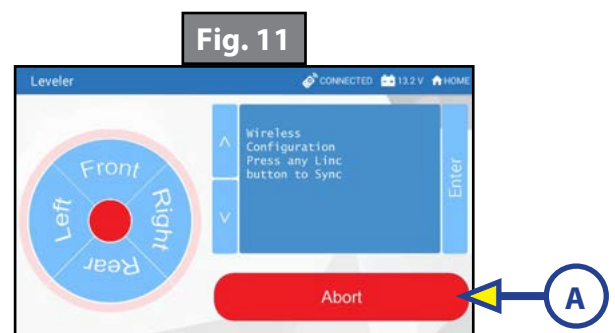 Fig. 11
Leveler CONNECTED 13.2 V HOME
Front
Left
Right
Rear
Wireless
Configuration
Press any Linc
button to Sync
Enter
Abort
A